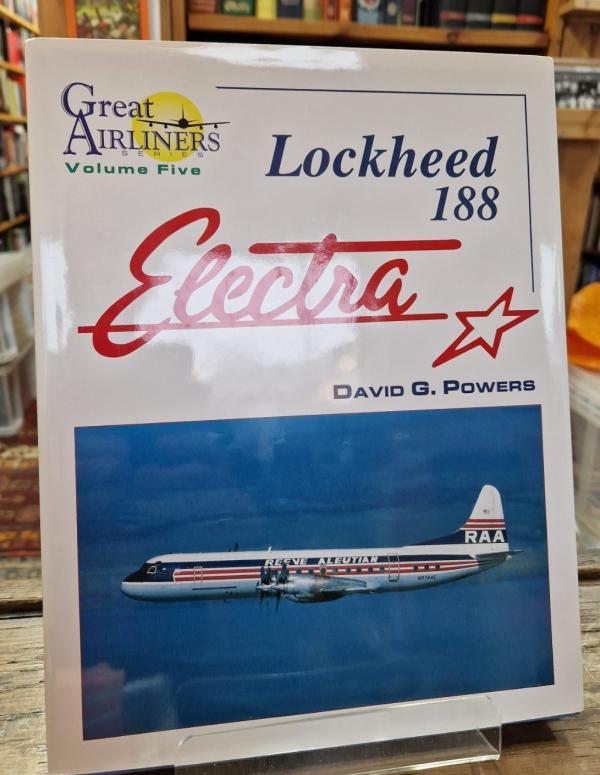 Great
AIRLINERS
SERIES
Volume Five
Lockheed
188
Electra
DAVID G. POWERS
RAA
REEVE ALEUTIAN